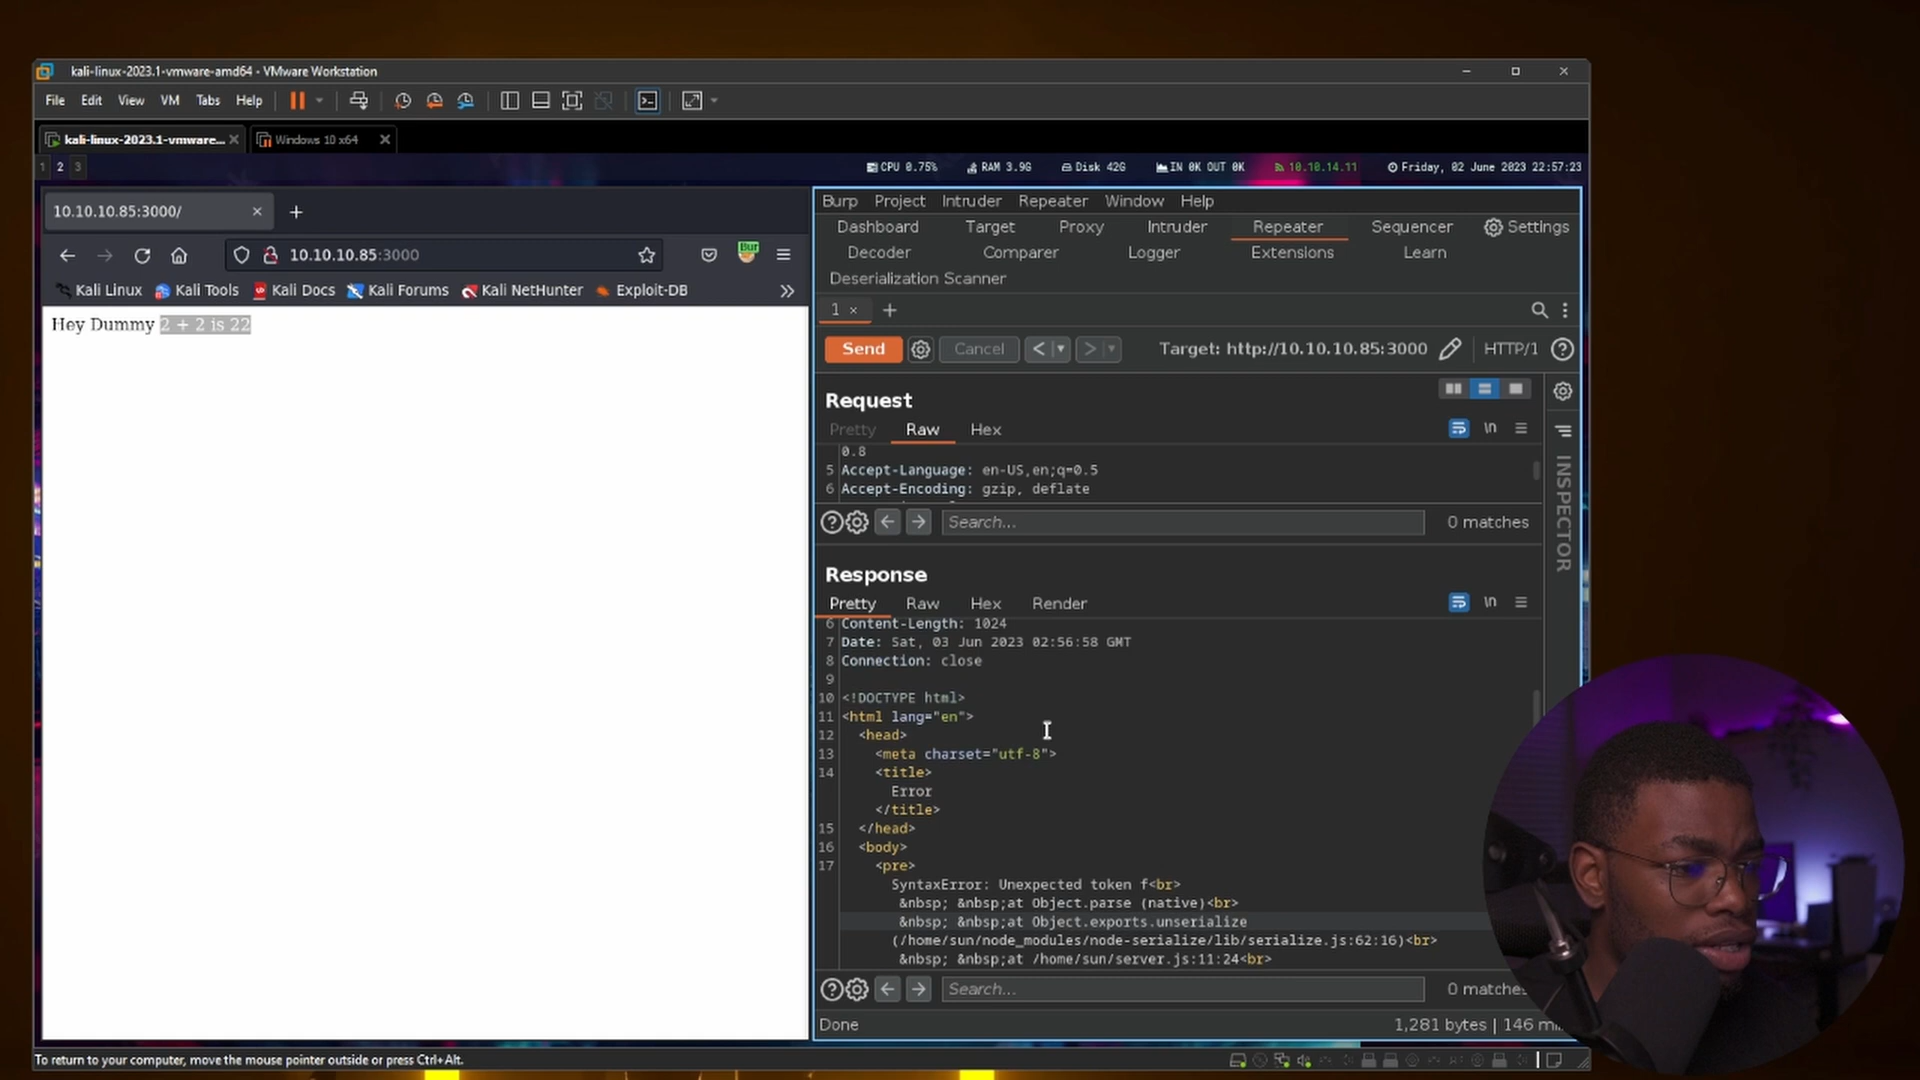 kali-linux-2023.1-vmware-amd64 - VMware Workstation
File Edit View VM Tabs Help
kali-linux-2023.1-vmware... Windows 10 x64
1 2 3 CPU 0.75% RAM 3.9G Disk 42G IN 0K OUT 0K 10.10.14.11 Friday, 02 June 2023 22:57:23
10.10.10.85:3000/
10.10.10.85:3000
Kali Linux Kali Tools Kali Docs Kali Forums Kali NetHunter Exploit-DB
Hey Dummy 2 + 2 is 22
Burp Project Intruder Repeater Window Help
Dashboard Target Proxy Intruder Repeater Sequencer Settings
Decoder Comparer Logger Extensions Learn
Deserialization Scanner
1
Send Cancel Target: http://10.10.10.85:3000 HTTP/1
Request
Pretty Raw Hex \n
0.8
5 Accept-Language: en-US,en;q=0.5
6 Accept-Encoding: gzip, deflate
Search... 0 matches
INSPECTOR
Response
Pretty Raw Hex Render \n
6 Content-Length: 1024
7 Date: Sat, 03 Jun 2023 02:56:58 GMT
8 Connection: close
9
10 <!DOCTYPE html>
11 <html lang="en">
12 <head>
13 <meta charset="utf-8">
14 <title>
Error
</title>
15 </head>
16 <body>
17 <pre>
SyntaxError: Unexpected token f<br>
&nbsp; &nbsp;at Object.parse (native)<br>
&nbsp; &nbsp;at Object.exports.unserialize
(/home/sun/node_modules/node-serialize/lib/serialize.js:62:16)<br>
&nbsp; &nbsp;at /home/sun/server.js:11:24<br>
Search... 0 matches
Done 1,281 bytes | 146 m
To return to your computer, move the mouse pointer outside or press Ctrl+Alt.